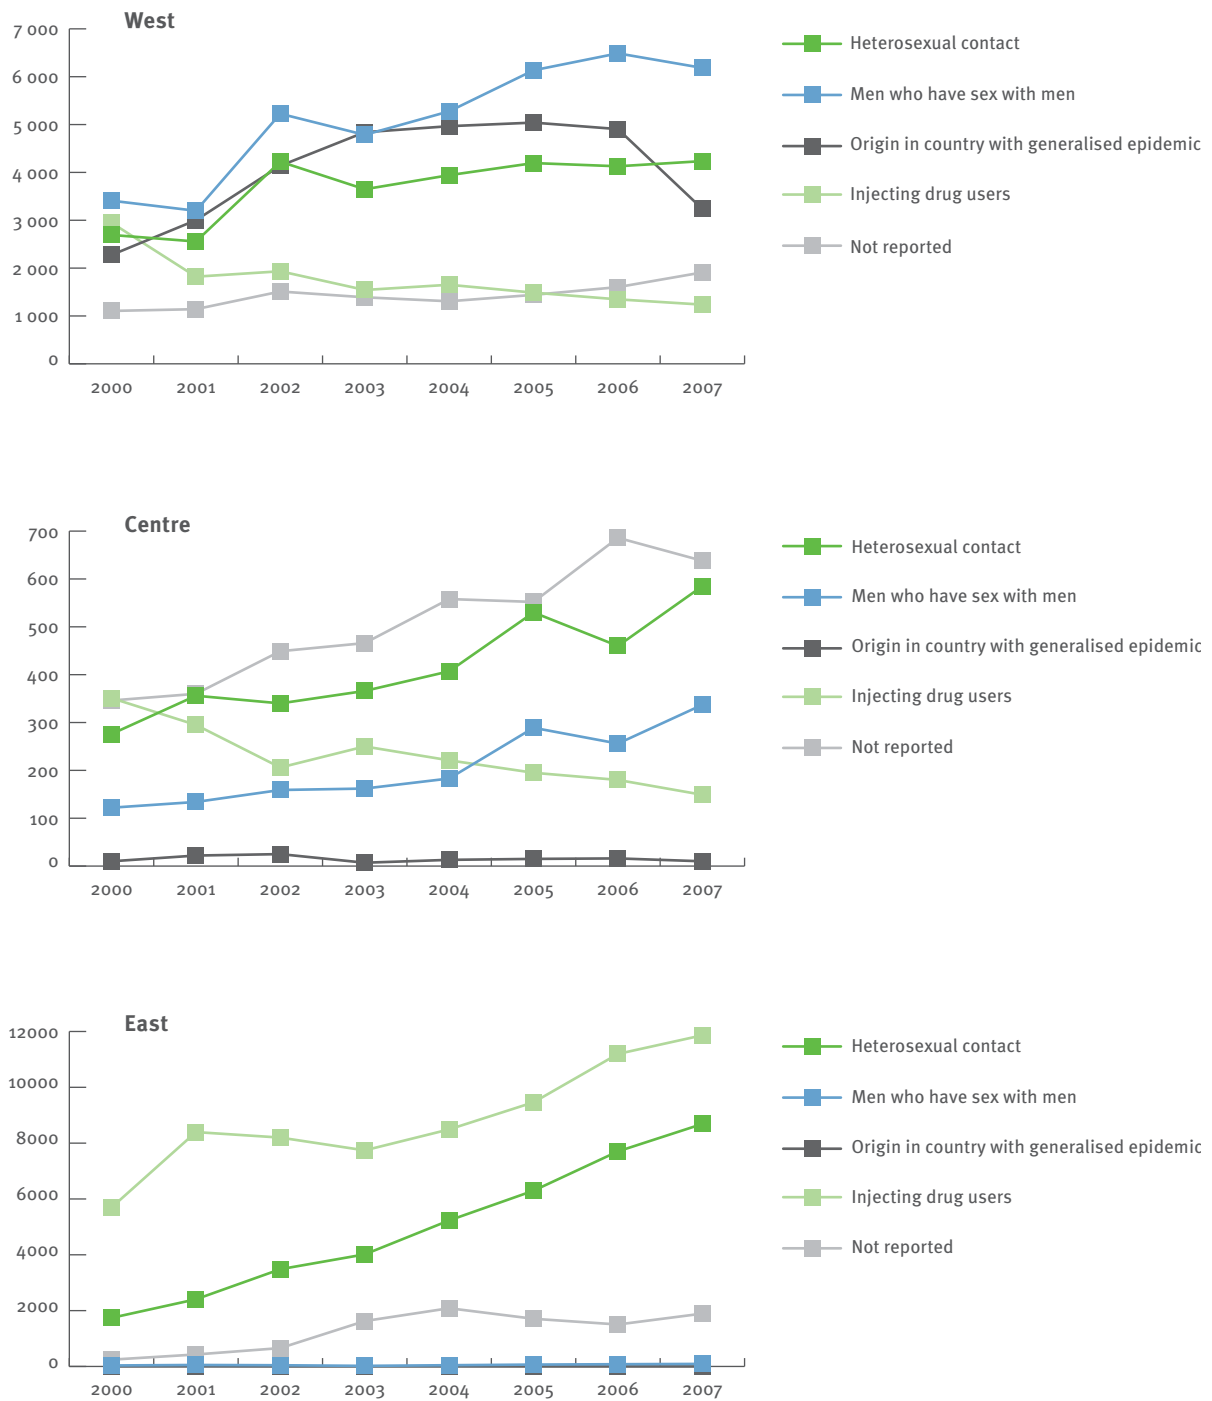 West
7 000
6 000
5 000
4 000
3 000
2 000
1 000
0
2000 2001 2002 2003 2004 2005 2006 2007
Heterosexual contact
Men who have sex with men
Origin in country with generalised epidemic
Injecting drug users
Not reported
Centre
700
600
500
400
300
200
100
0
2000 2001 2002 2003 2004 2005 2006 2007
Heterosexual contact
Men who have sex with men
Origin in country with generalised epidemic
Injecting drug users
Not reported
East
12000
10000
8000
6000
4000
2000
0
2000 2001 2002 2003 2004 2005 2006 2007
Heterosexual contact
Men who have sex with men
Origin in country with generalised epidemic
Injecting drug users
Not reported